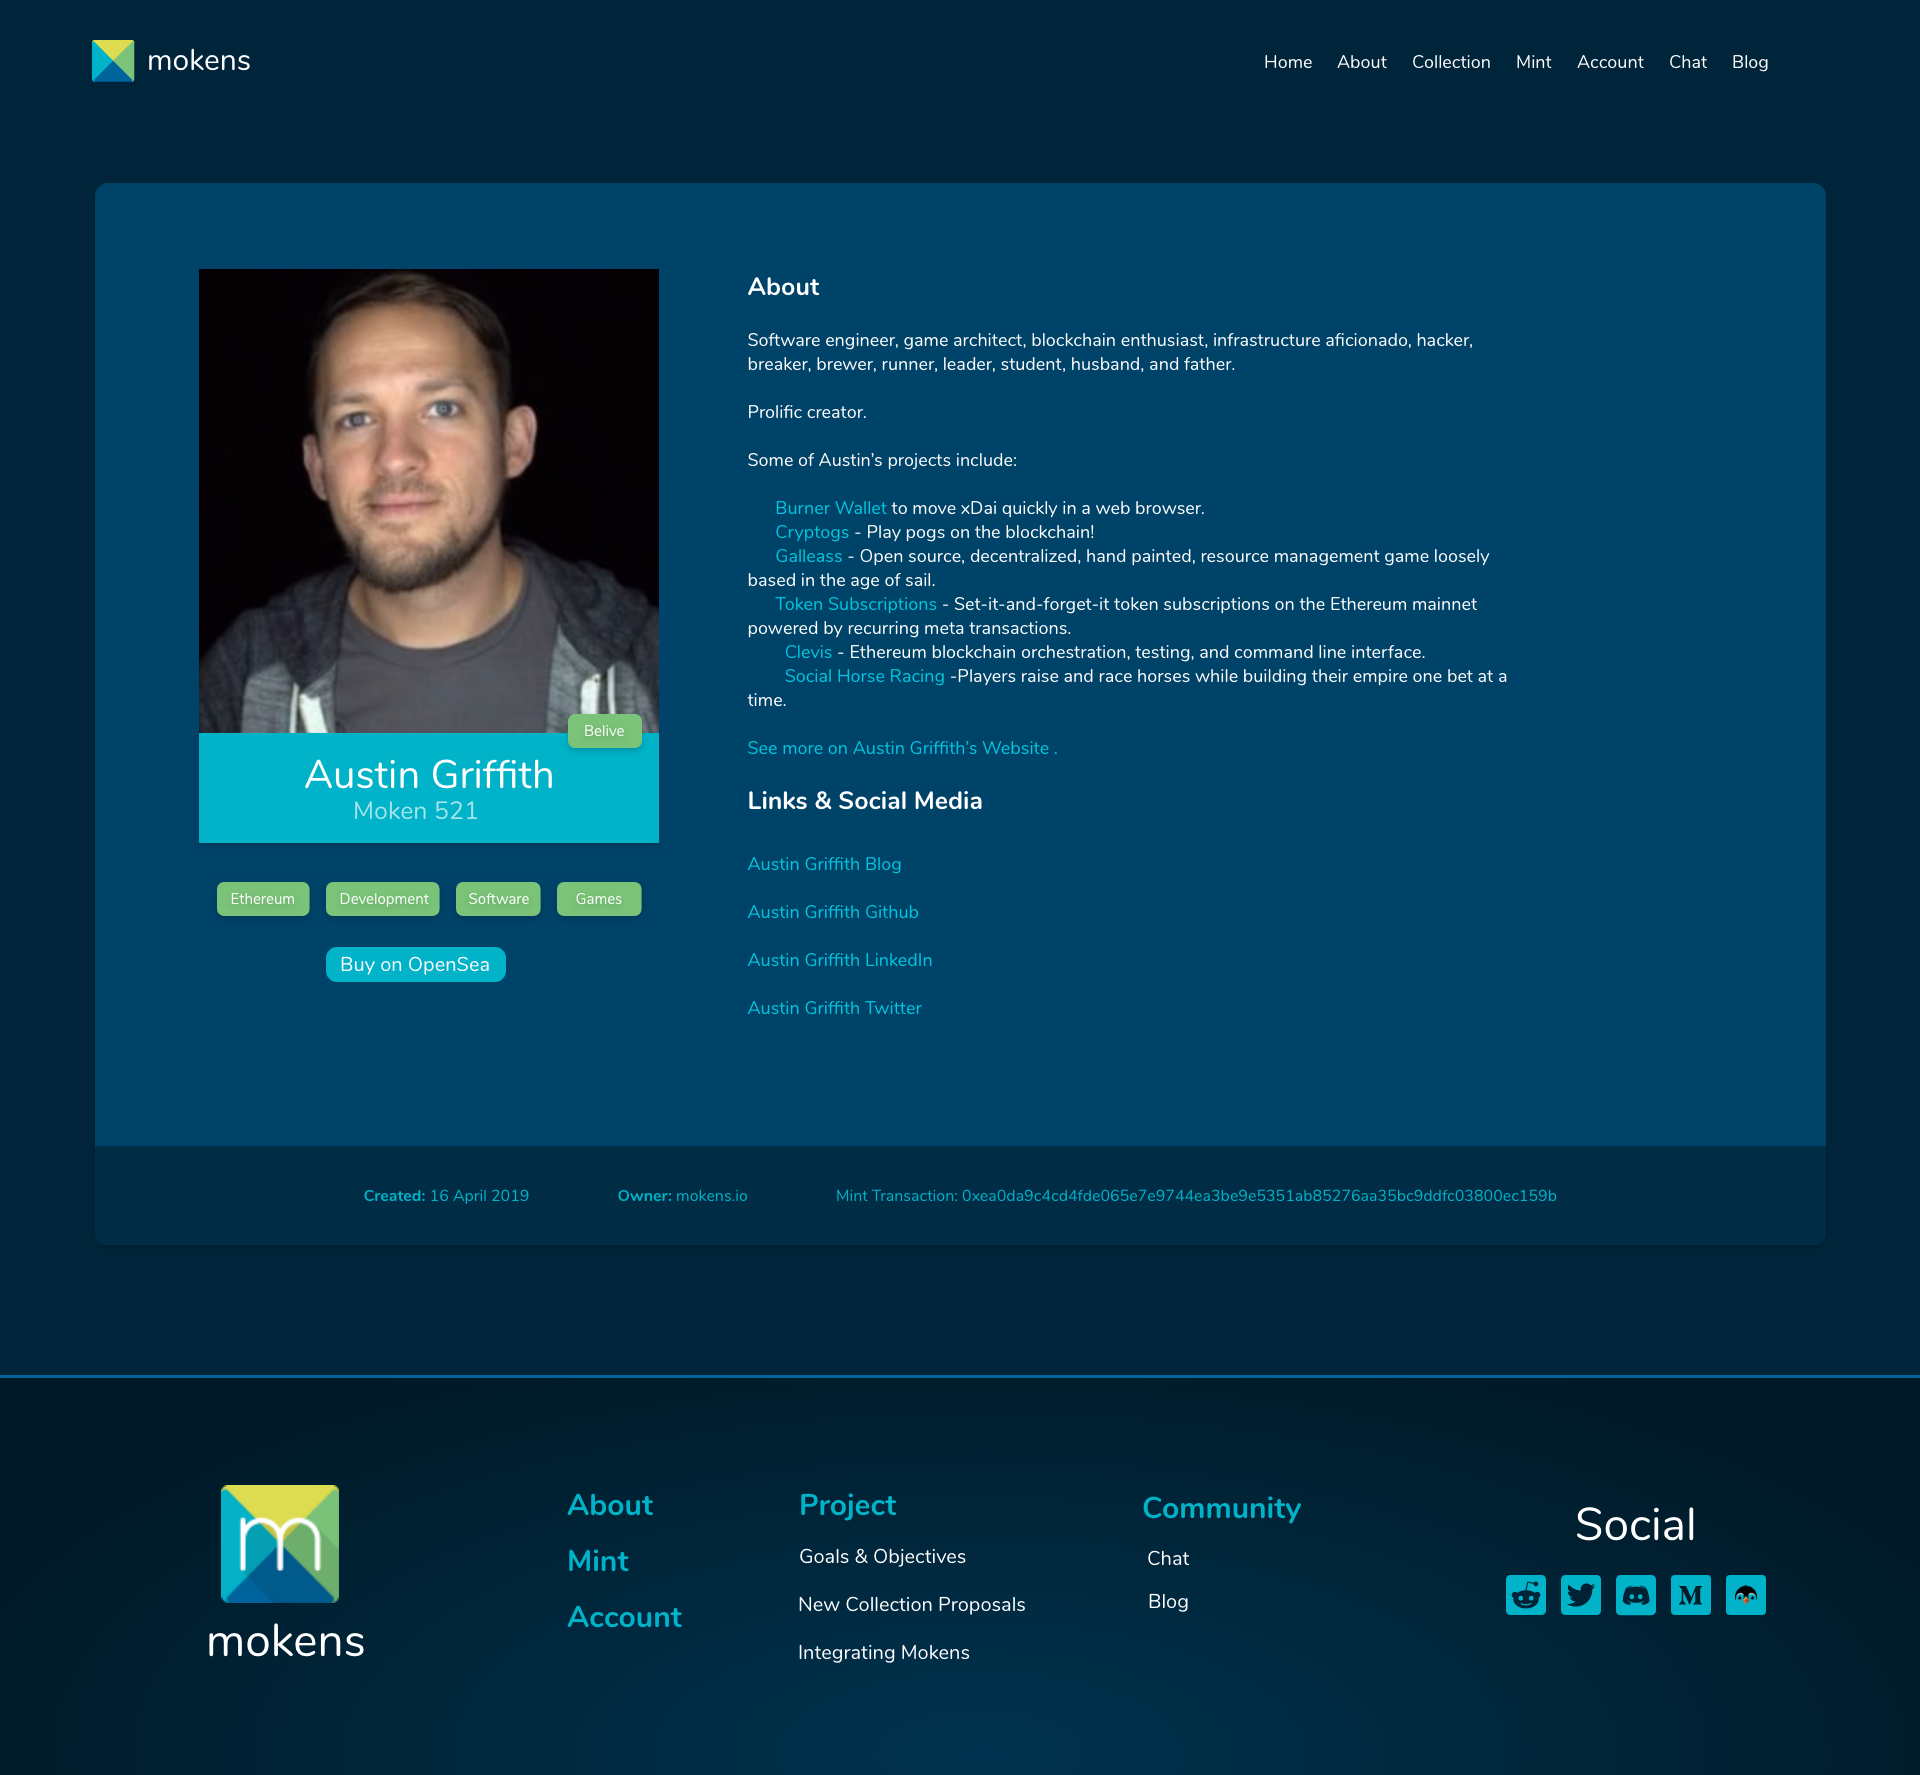 mokens
Home About Collection Mint Account Chat Blog
Belive
Austin Griffith
Moken 521
Ethereum Development Software Games
Buy on OpenSea
About
Software engineer, game architect, blockchain enthusiast, infrastructure aficionado, hacker,
breaker, brewer, runner, leader, student, husband, and father.
Prolific creator.
Some of Austin’s projects include:
Burner Wallet to move xDai quickly in a web browser.
Cryptogs - Play pogs on the blockchain!
Galleass - Open source, decentralized, hand painted, resource management game loosely
based in the age of sail.
Token Subscriptions - Set-it-and-forget-it token subscriptions on the Ethereum mainnet
powered by recurring meta transactions.
Clevis - Ethereum blockchain orchestration, testing, and command line interface.
Social Horse Racing -Players raise and race horses while building their empire one bet at a
time.
See more on Austin Griffith’s Website .
Links & Social Media
Austin Griffith Blog
Austin Griffith Github
Austin Griffith LinkedIn
Austin Griffith Twitter
Created: 16 April 2019 Owner: mokens.io Mint Transaction: 0xea0da9c4cd4fde065e7e9744ea3be9e5351ab85276aa35bc9ddfc03800ec159b
m
mokens
About
Mint
Account
Project
Goals & Objectives
New Collection Proposals
Integrating Mokens
Community
Chat
Blog
Social
M